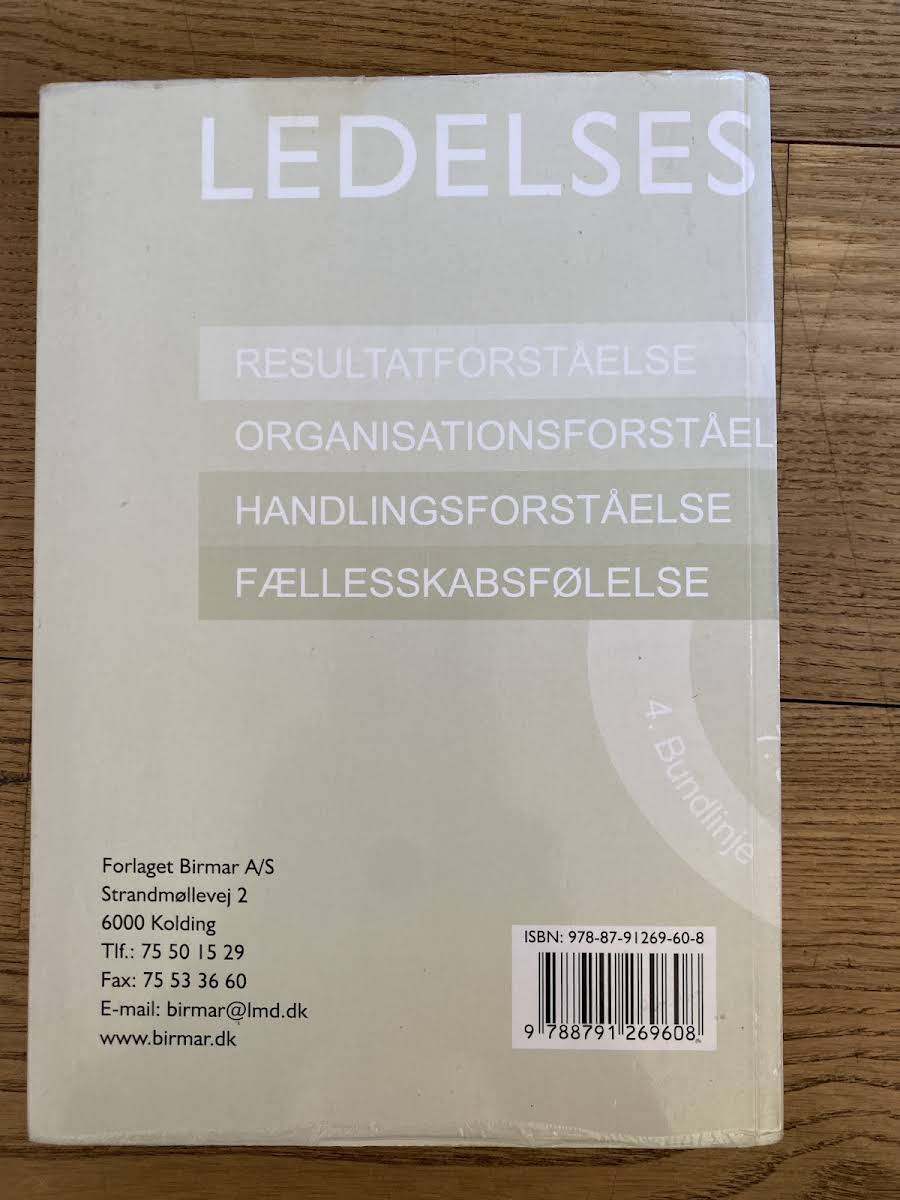 LEDELSES
RESULTATFORSTÅELSE
ORGANISATIONSFORSTÅEL
HANDLINGSFORSTÅELSE
FÆLLESSKABSFØLELSE
4. Bundlinje
Forlaget Birmar A/S
Strandmøllevej 2
6000 Kolding
Tlf.: 75 50 15 29
Fax: 75 53 36 60
E-mail: birmar@lmd.dk
www.birmar.dk
ISBN: 978-87-91269-60-8
9 788791 269608